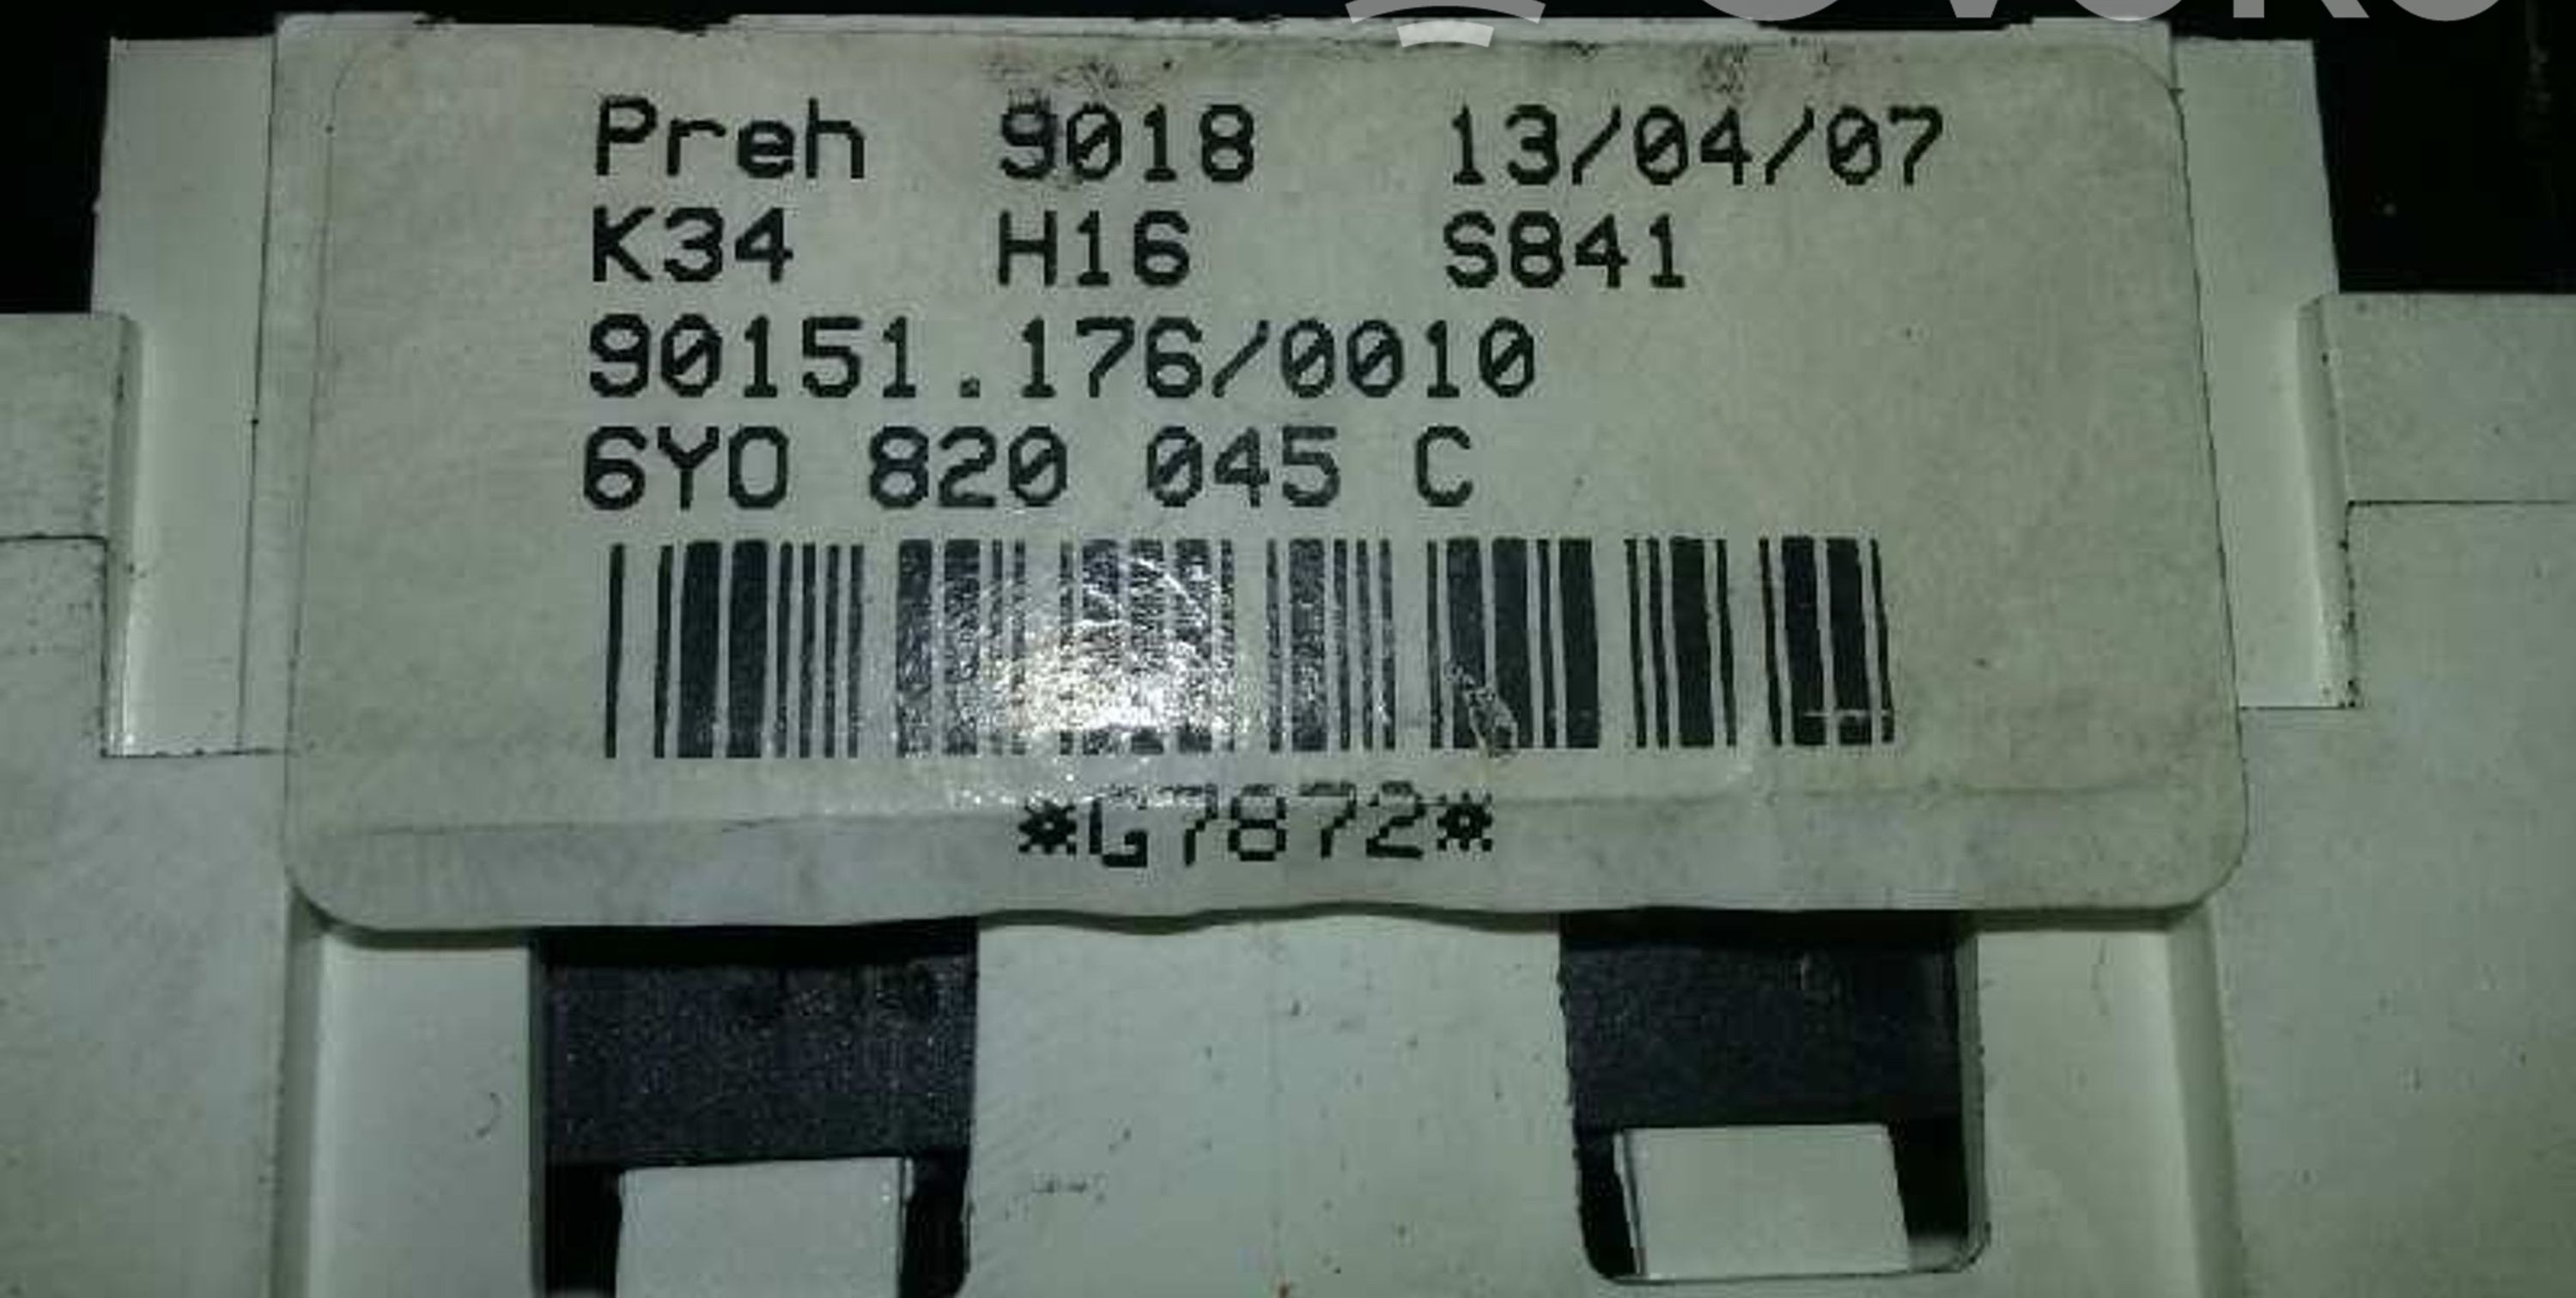 Preh 9018 13/04/07
K34 H16 S841
90151.176/0010
6YO 820 045 C
*G7872*